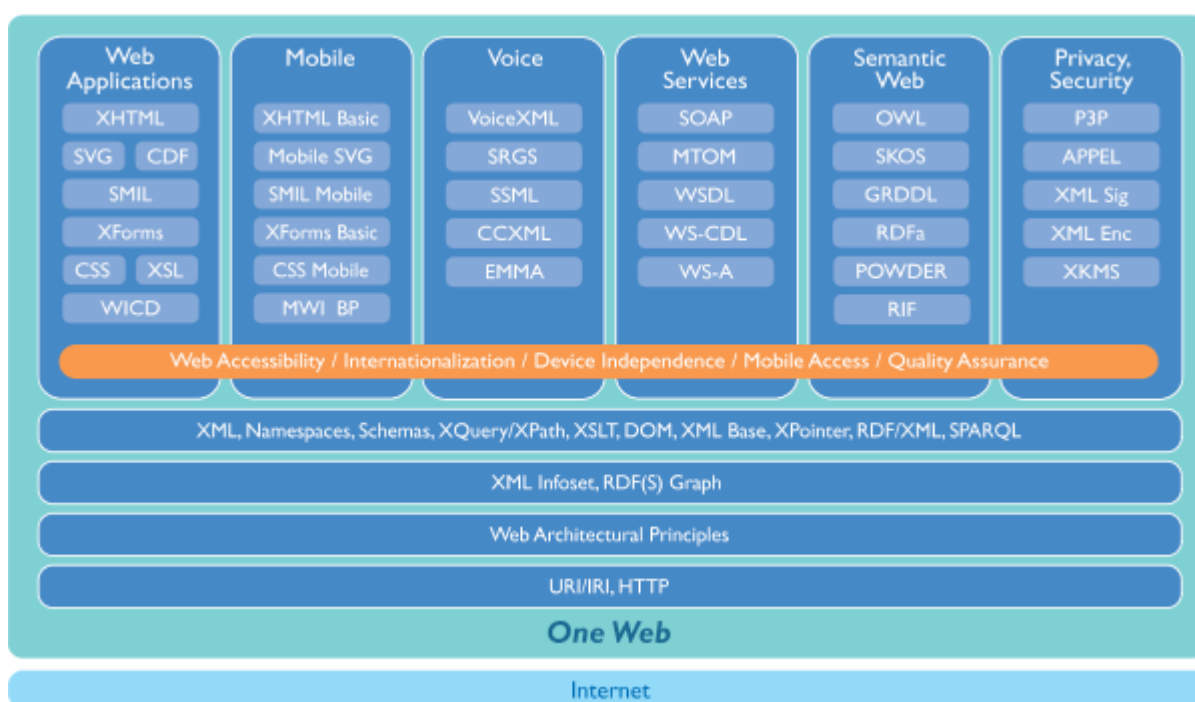 Web
Applications
XHTML
SVG CDF
SMIL
XForms
CSS XSL
WICD
Mobile
XHTML Basic
Mobile SVG
SMIL Mobile
XForms Basic
CSS Mobile
MWI BP
Voice
VoiceXML
SRGS
SSML
CCXML
EMMA
Web
Services
SOAP
MTOM
WSDL
WS-CDL
WS-A
Semantic
Web
OWL
SKOS
GRDDL
RDFa
POWDER
RIF
Privacy,
Security
P3P
APPEL
XML Sig
XML Enc
XKMS
Web Accessibility / Internationalization / Device Independence / Mobile Access / Quality Assurance
XML, Namespaces, Schemas, XQuery/XPath, XSLT, DOM, XML Base, XPointer, RDF/XML, SPARQL
XML Infoset, RDF(S) Graph
Web Architectural Principles
URI/IRI, HTTP
One Web
Internet